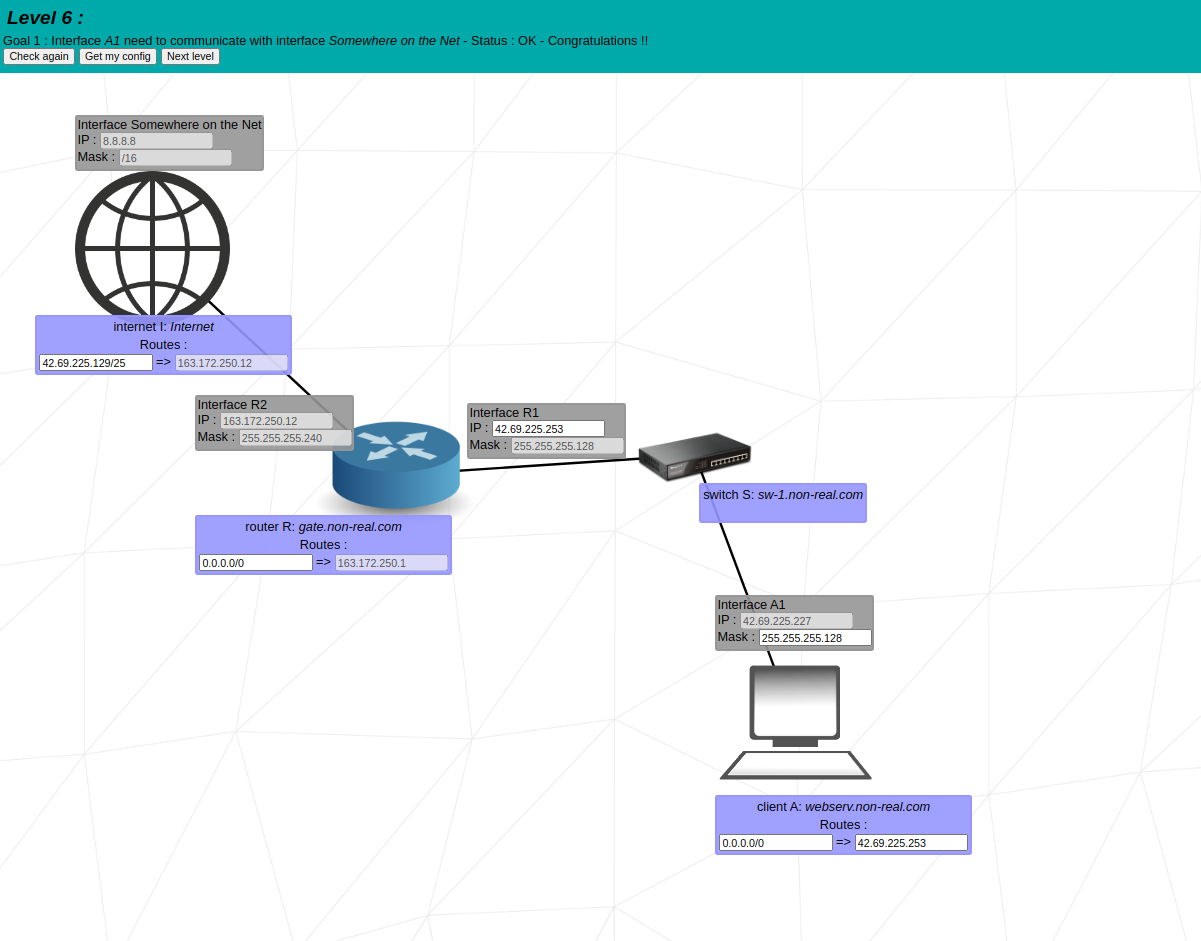 Level 6 :
Goal 1 : Interface A1 need to communicate with interface Somewhere on the Net - Status : OK - Congratulations !!
Check again Get my config Next level
Interface Somewhere on the Net
IP : 8.8.8.8
Mask : /16
internet I: Internet
Routes :
42.69.225.129/25 => 163.172.250.12
Interface R2
IP : 163.172.250.12
Mask : 255.255.255.240
Interface R1
IP : 42.69.225.253
Mask : 255.255.255.128
switch S: sw-1.non-real.com
router R: gate.non-real.com
Routes :
0.0.0.0/0 => 163.172.250.1
Interface A1
IP : 42.69.225.227
Mask : 255.255.255.128
client A: webserv.non-real.com
Routes :
0.0.0.0/0 => 42.69.225.253